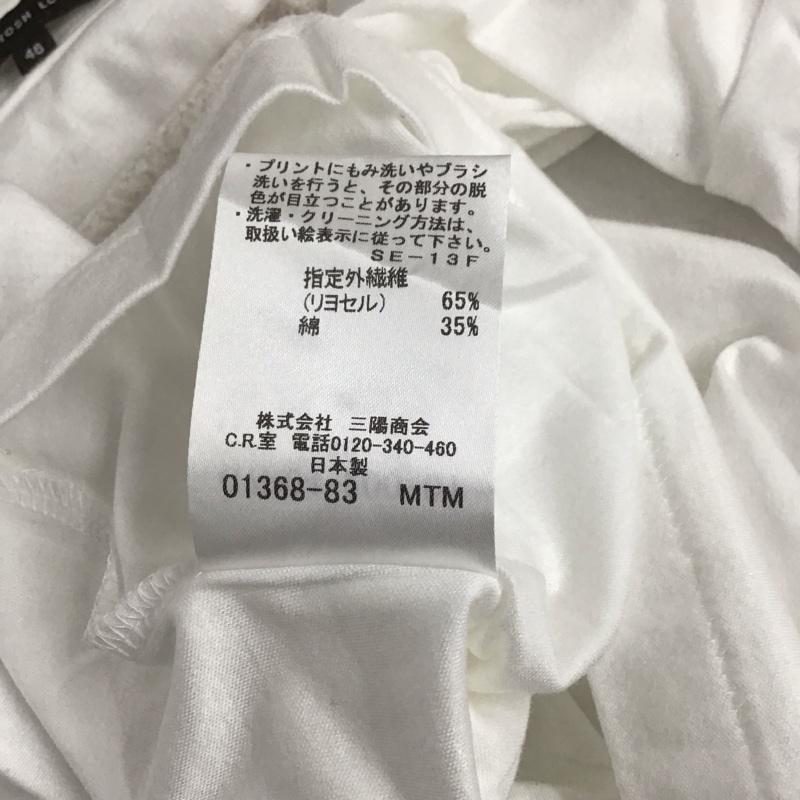 TOSH LO
46
・プリントにもみ洗いやブラシ
洗いを行うと、その部分の脱
色が目立つことがあります。
・洗濯・クリーニング方法は、
取扱い絵表示に従って下さい。
SE-13F
指定外繊維
(リヨセル) 65%
綿 35%
株式会社 三陽商会
C.R.室 電話0120-340-460
日本製
01368-83 MTM